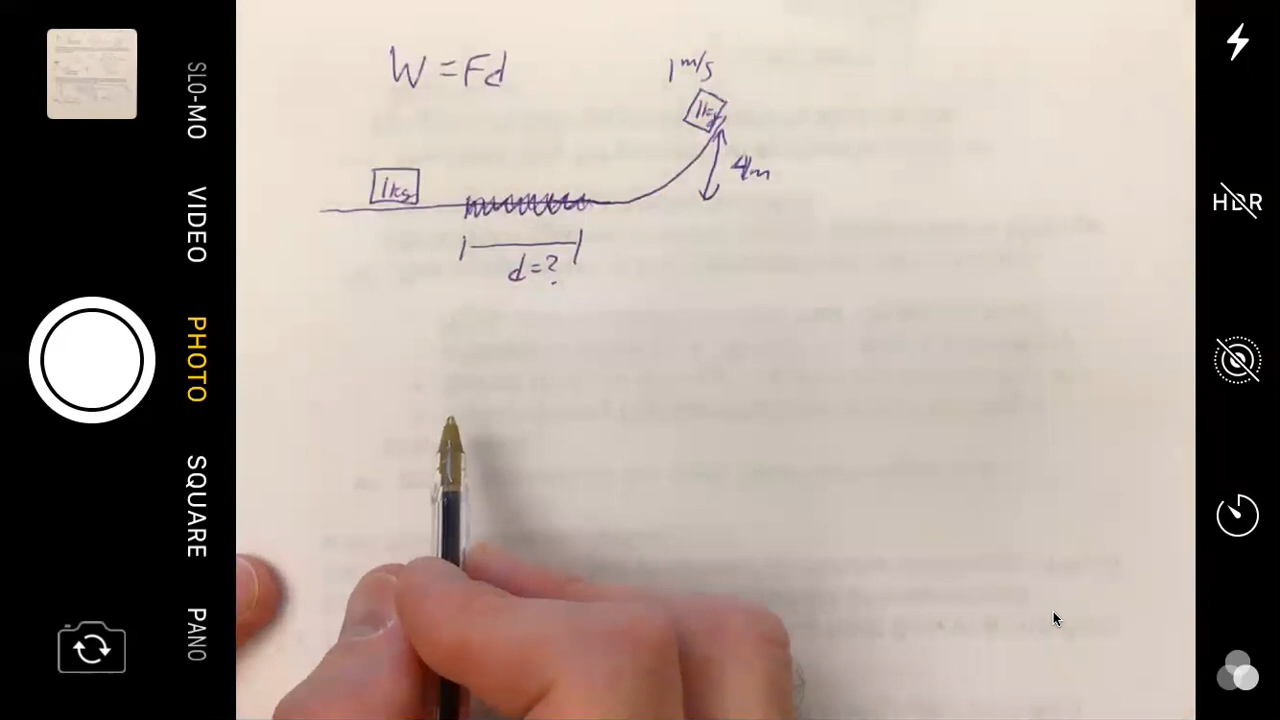 W = Fd
1 m/s
1kg
4m
1kg
d = ?
SLO-MO
VIDEO
PHOTO
SQUARE
PANO
HDR